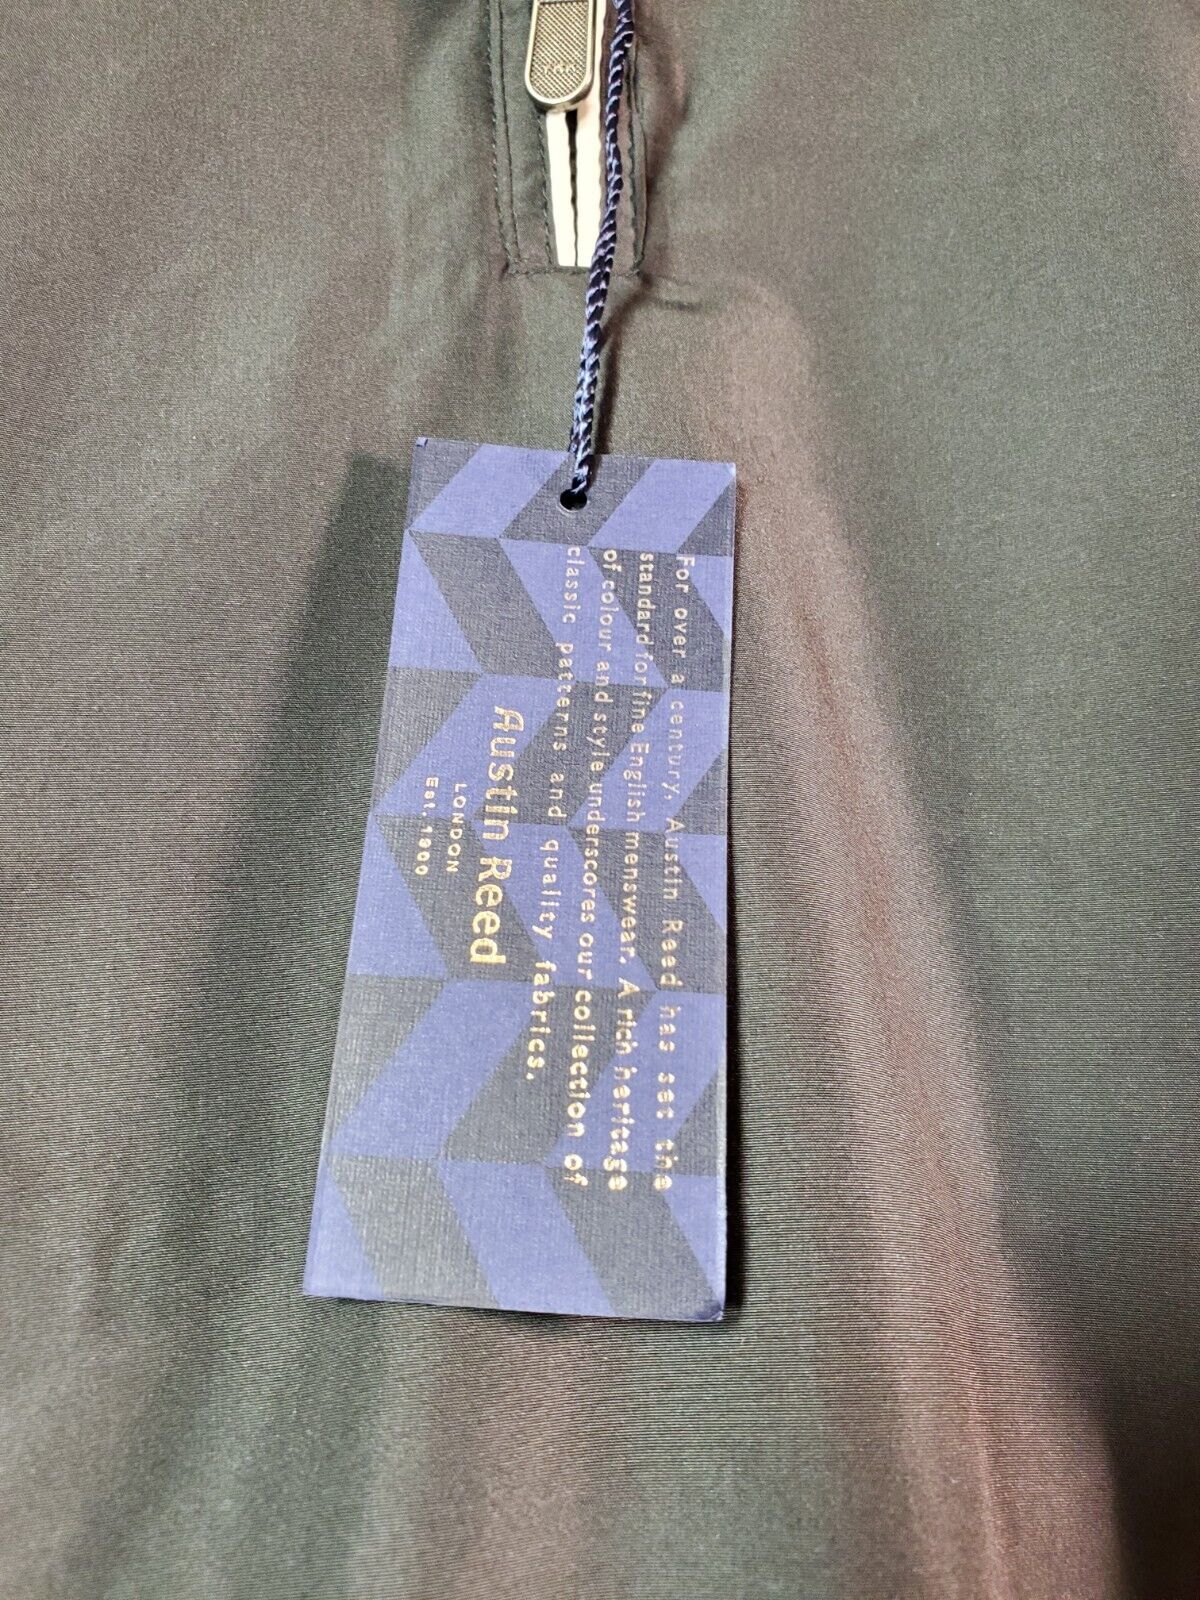 For over a century, Austin Reed has set the
standard for fine English menswear. A rich heritage
of colour and style underscores our collection of
classic patterns and quality fabrics.
Austin Reed
LONDON
Est. 1900